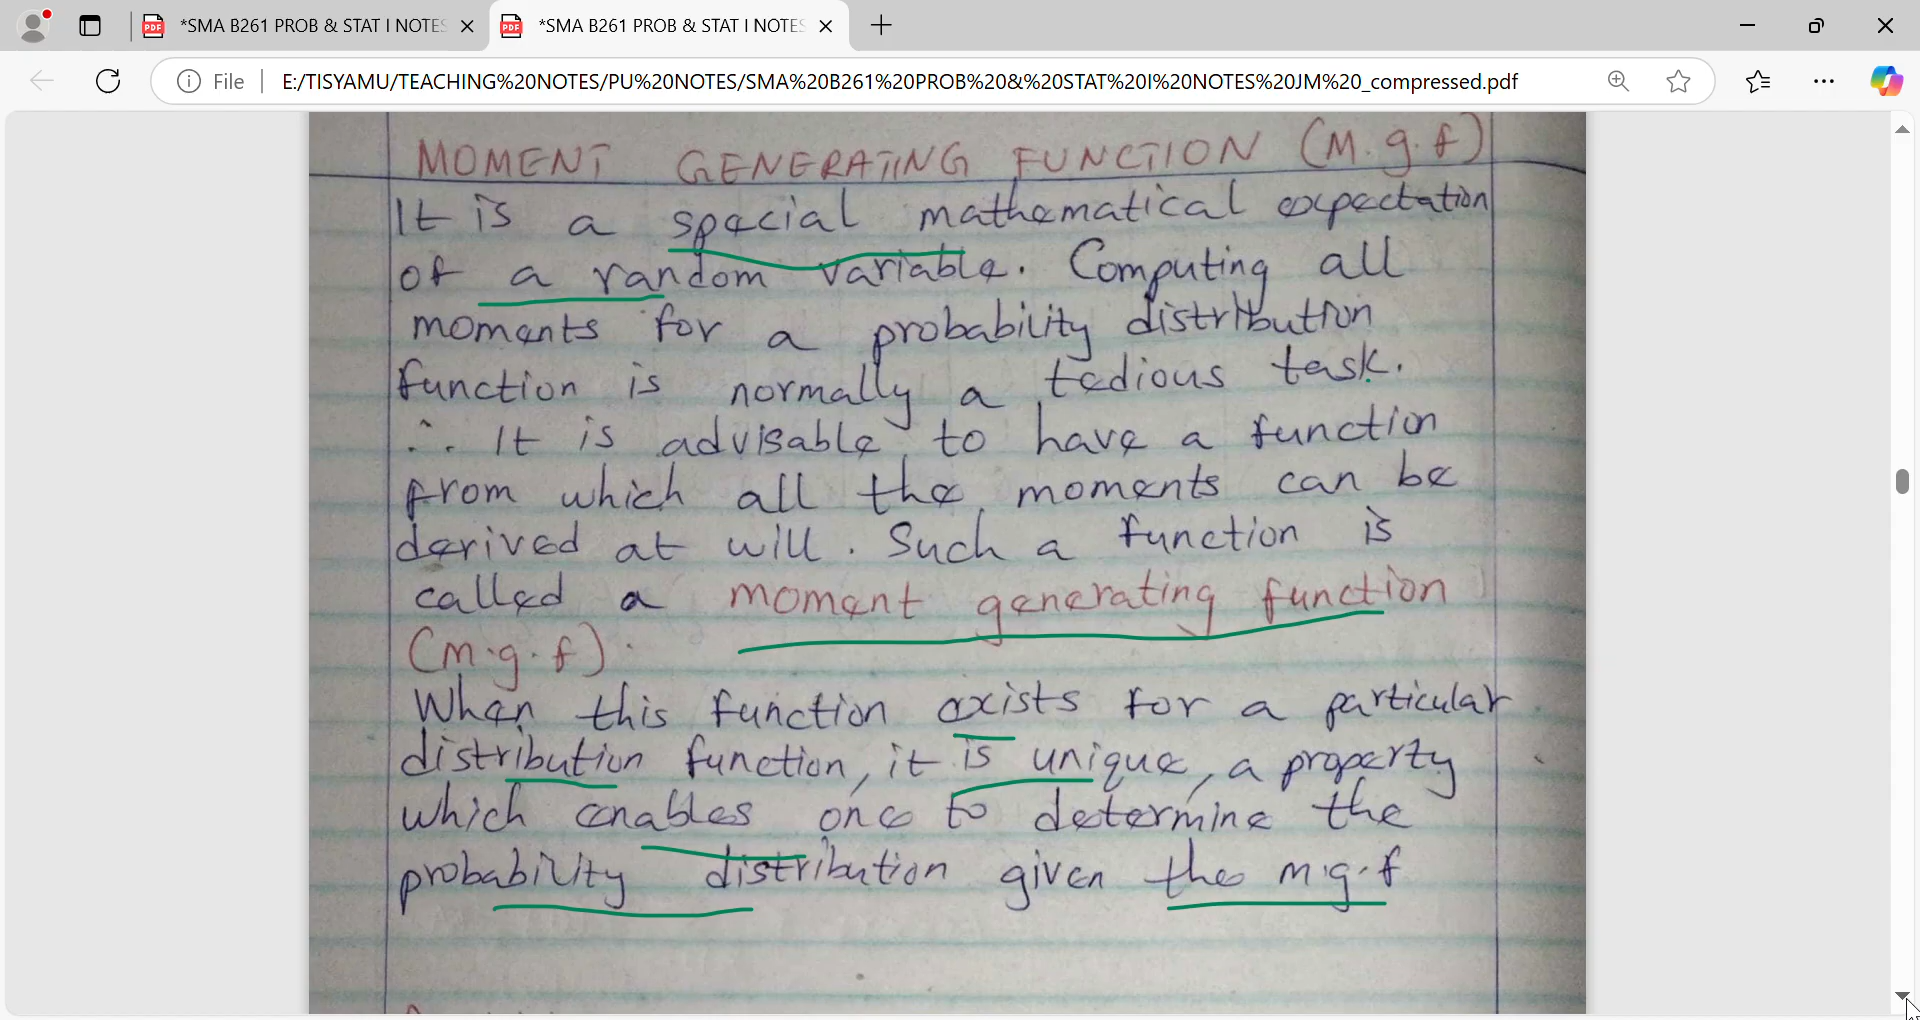 *SMA B261 PROB & STAT I NOTES
*SMA B261 PROB & STAT I NOTES
File
E:/TISYAMU/TEACHING%20NOTES/PU%20NOTES/SMA%20B261%20PROB%20&%20STAT%20I%20NOTES%20JM%20_compressed.pdf
MOMENT GENERATING FUNCTION (M.g.f)
It is a special mathematical expectation
of a random variable. Computing all
moments for a probability distribution
function is normally a tedious task.
∴ It is advisable to have a function
from which all the moments can be
derived at will. Such a function is
called a moment generating function
(m.g.f).
When this function exists for a particular
distribution function, it is unique, a property
which enables one to determine the
probability distribution given the m.g.f